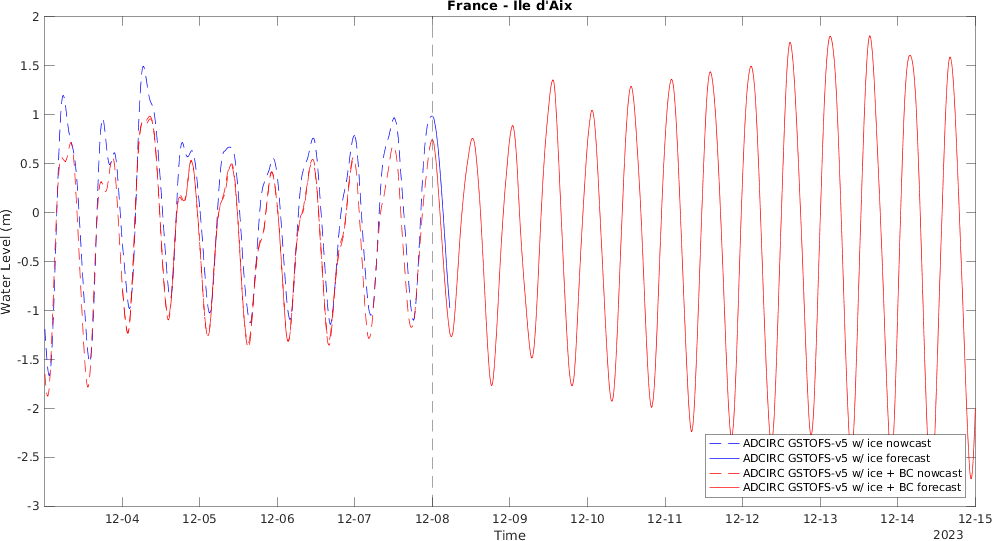 France - Ile d'Aix
Water Level (m)
2
1.5
1
0.5
0
-0.5
-1
-1.5
-2
-2.5
-3
ADCIRC GSTOFS-v5 w/ ice nowcast
ADCIRC GSTOFS-v5 w/ ice forecast
ADCIRC GSTOFS-v5 w/ ice + BC nowcast
ADCIRC GSTOFS-v5 w/ ice + BC forecast
12-04 12-05 12-06 12-07 12-08 12-09 12-10 12-11 12-12 12-13 12-14 12-15
Time
2023